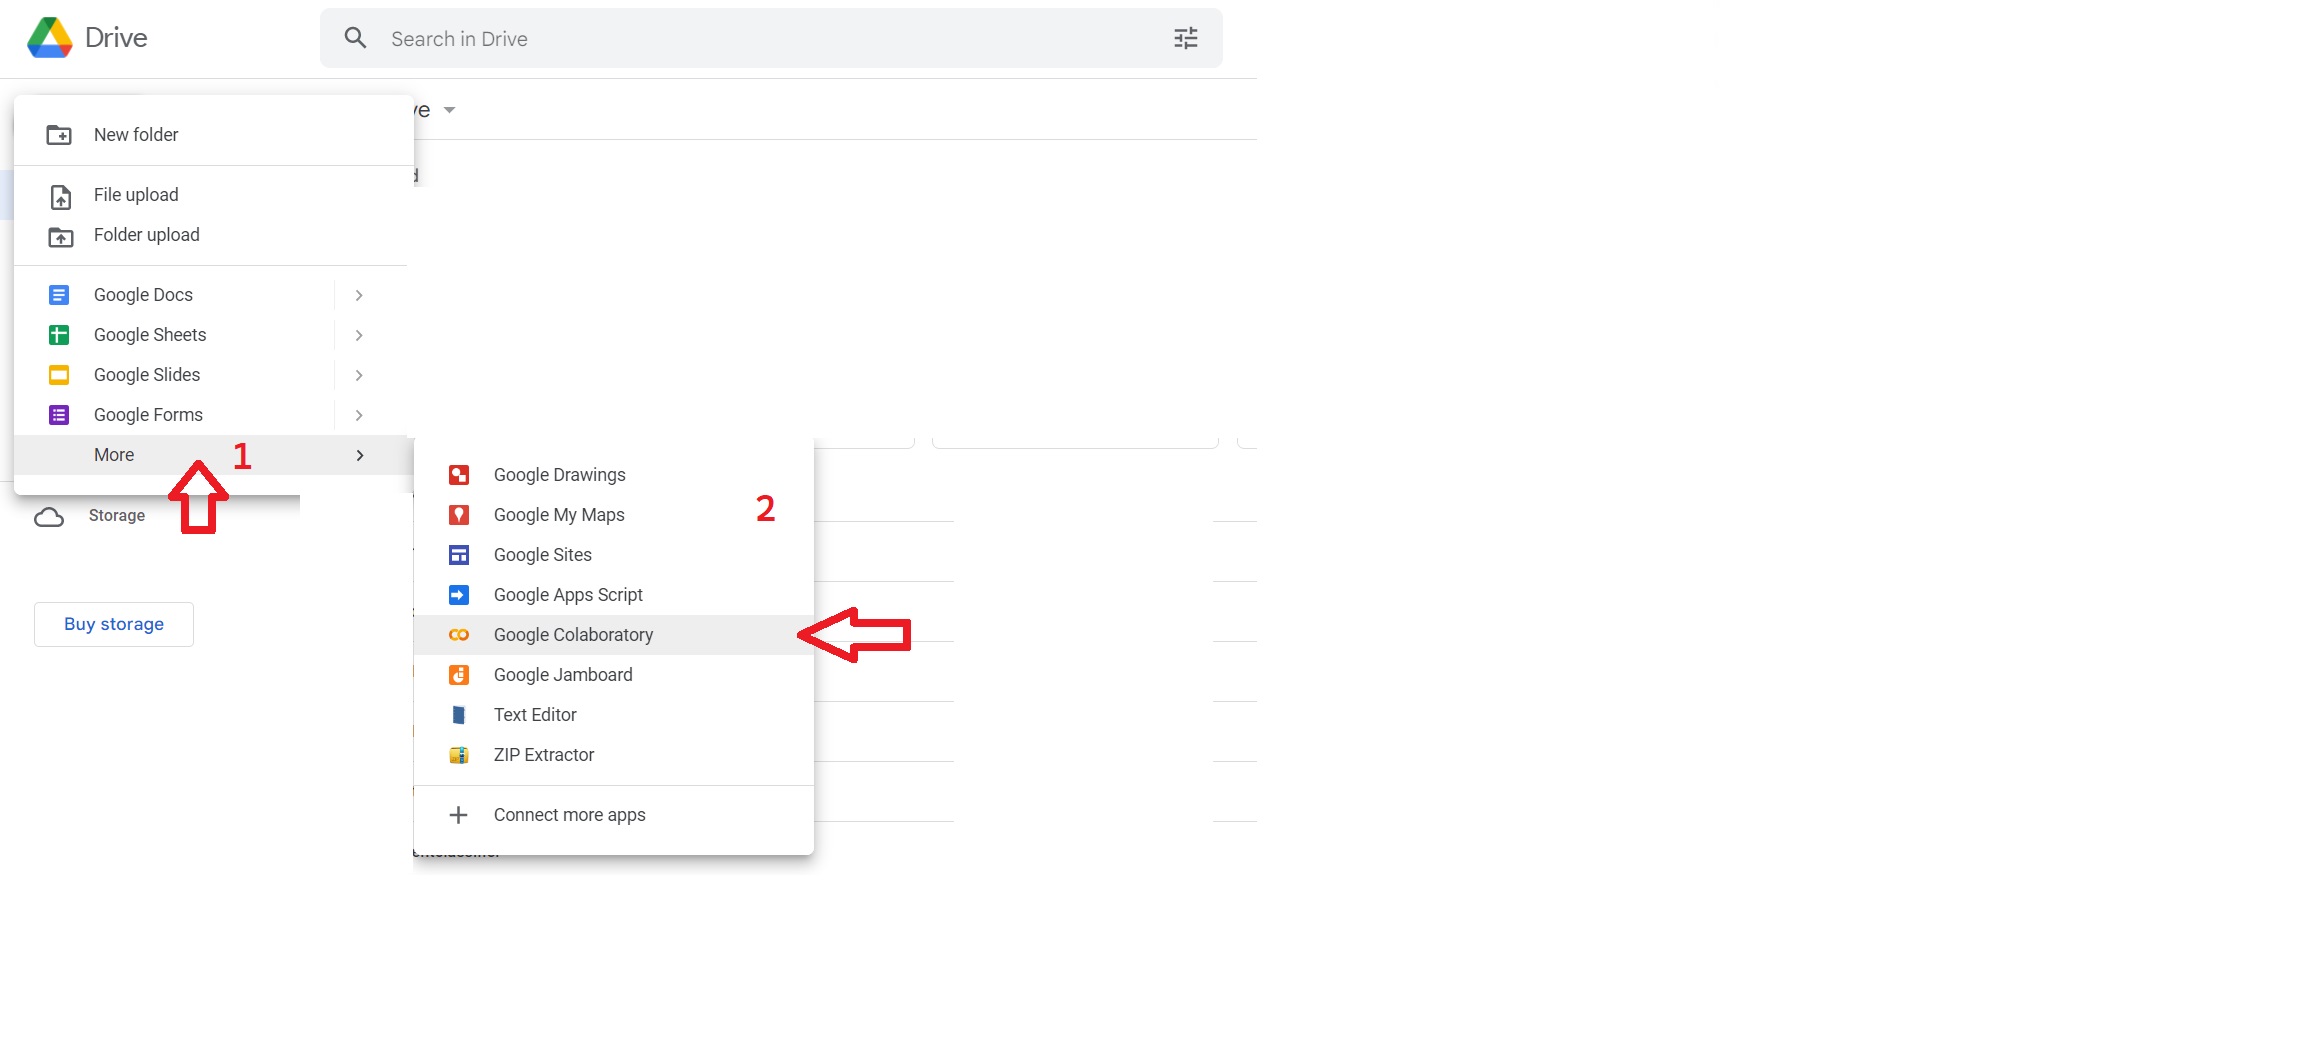 Drive
Search in Drive
ve
New folder
d
File upload
Folder upload
Google Docs
Google Sheets
Google Slides
Google Forms
More 1
Storage
Buy storage
Google Drawings
2
Google My Maps
Google Sites
Google Apps Script
Google Colaboratory
Google Jamboard
Text Editor
ZIP Extractor
Connect more apps